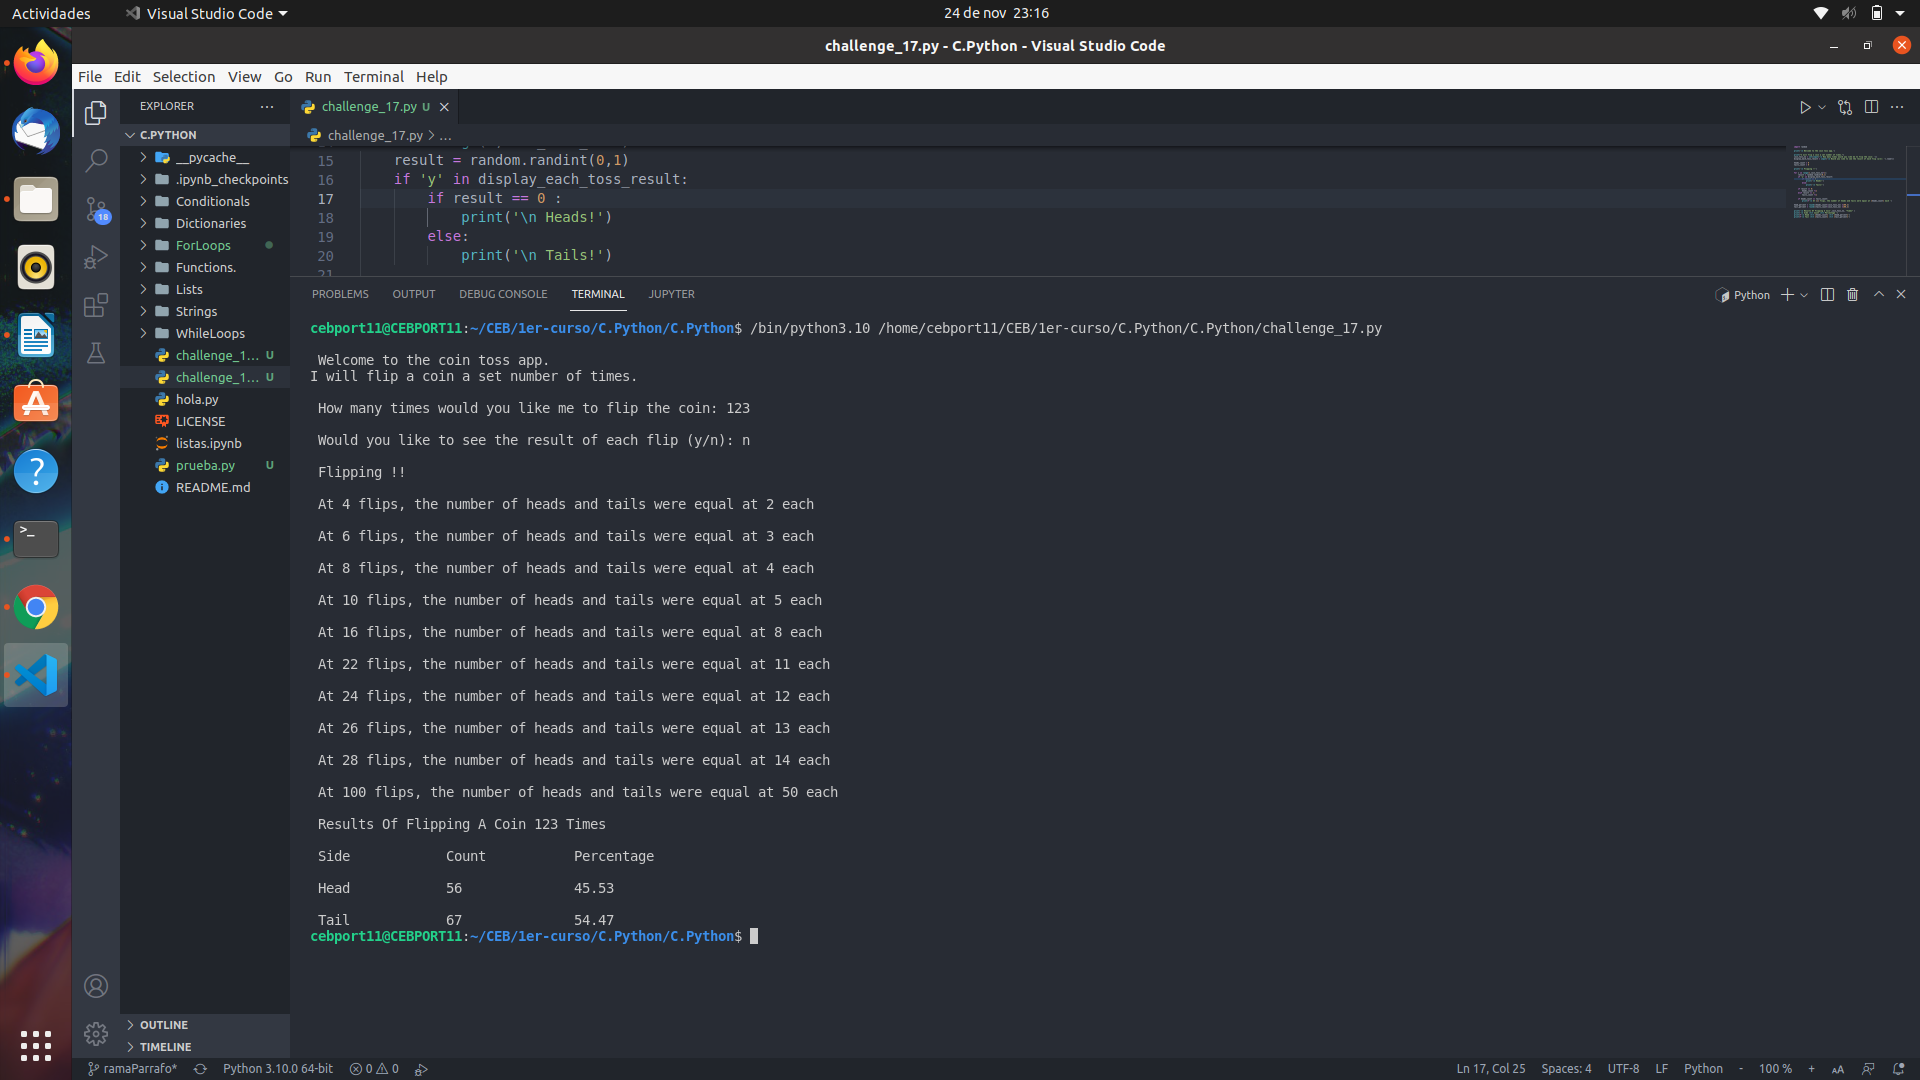 Actividades
Visual Studio Code
24 de nov 23:16
challenge_17.py - C.Python - Visual Studio Code
File Edit Selection View Go Run Terminal Help
EXPLORER
C.PYTHON
__pycache__
.ipynb_checkpoints
Conditionals
Dictionaries
ForLoops
Functions.
Lists
Strings
WhileLoops
challenge_1... U
challenge_1... U
hola.py
LICENSE
listas.ipynb
prueba.py U
README.md
OUTLINE
TIMELINE
18
challenge_17.py U
challenge_17.py > ...
15 result = random.randint(0,1)
16 if 'y' in display_each_toss_result:
17 if result == 0 :
18 print('\n Heads!')
19 else:
20 print('\n Tails!')
21
PROBLEMS OUTPUT DEBUG CONSOLE TERMINAL JUPYTER
Python
cebport11@CEBPORT11:~/CEB/1er-curso/C.Python/C.Python$ /bin/python3.10 /home/cebport11/CEB/1er-curso/C.Python/C.Python/challenge_17.py
Welcome to the coin toss app.
I will flip a coin a set number of times.
How many times would you like me to flip the coin: 123
Would you like to see the result of each flip (y/n): n
Flipping !!
At 4 flips, the number of heads and tails were equal at 2 each
At 6 flips, the number of heads and tails were equal at 3 each
At 8 flips, the number of heads and tails were equal at 4 each
At 10 flips, the number of heads and tails were equal at 5 each
At 16 flips, the number of heads and tails were equal at 8 each
At 22 flips, the number of heads and tails were equal at 11 each
At 24 flips, the number of heads and tails were equal at 12 each
At 26 flips, the number of heads and tails were equal at 13 each
At 28 flips, the number of heads and tails were equal at 14 each
At 100 flips, the number of heads and tails were equal at 50 each
Results Of Flipping A Coin 123 Times
Side Count Percentage
Head 56 45.53
Tail 67 54.47
cebport11@CEBPORT11:~/CEB/1er-curso/C.Python/C.Python$
ramaParrafo* Python 3.10.0 64-bit 0 0
Ln 17, Col 25 Spaces: 4 UTF-8 LF Python - 100 % +